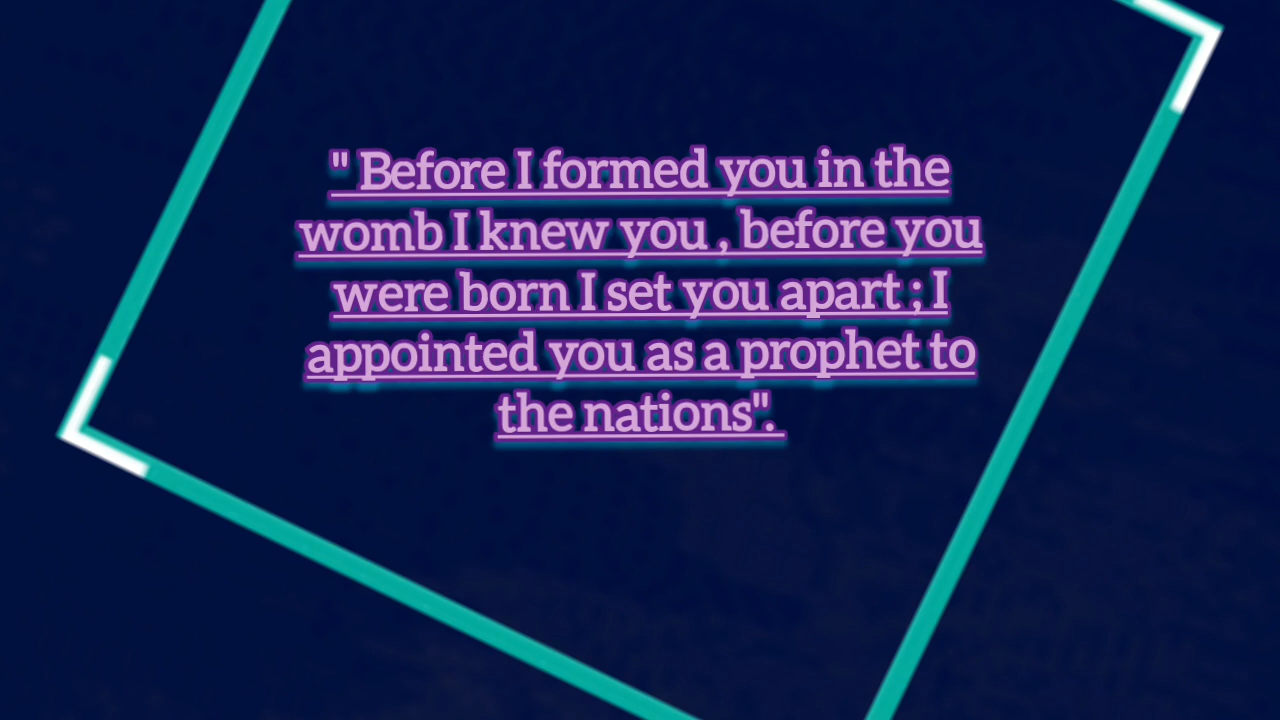 " Before I formed you in the
womb I knew you , before you
were born I set you apart ; I
appointed you as a prophet to
the nations".